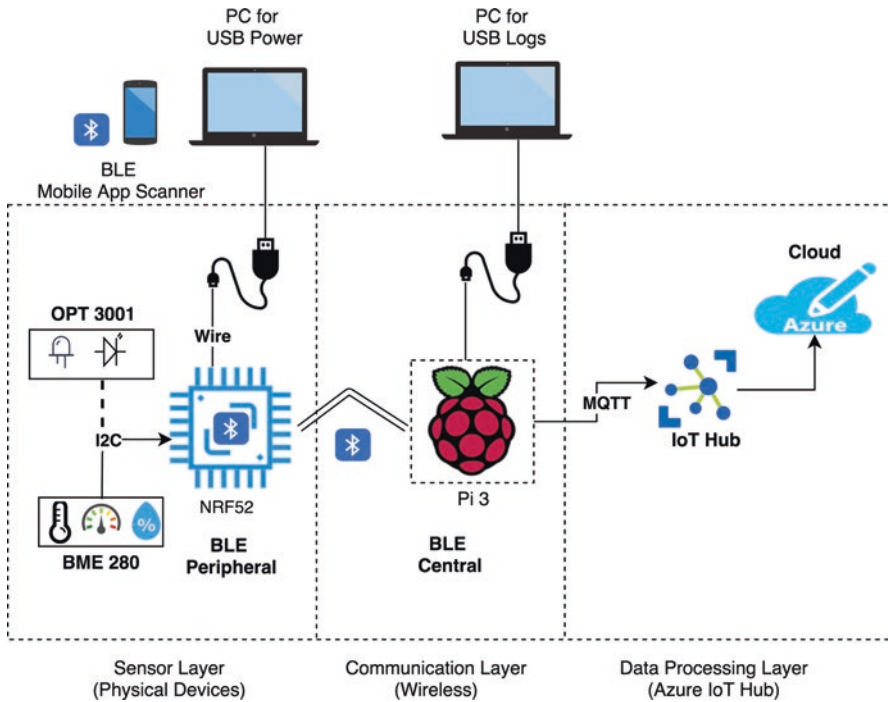 PC for
USB Power
PC for
USB Logs
BLE
Mobile App Scanner
Cloud
Azure
OPT 3001
Wire
I2C
MQTT
IoT Hub
NRF52
Pi 3
%
BME 280
BLE
Peripheral
BLE
Central
Sensor Layer
(Physical Devices)
Communication Layer
(Wireless)
Data Processing Layer
(Azure IoT Hub)